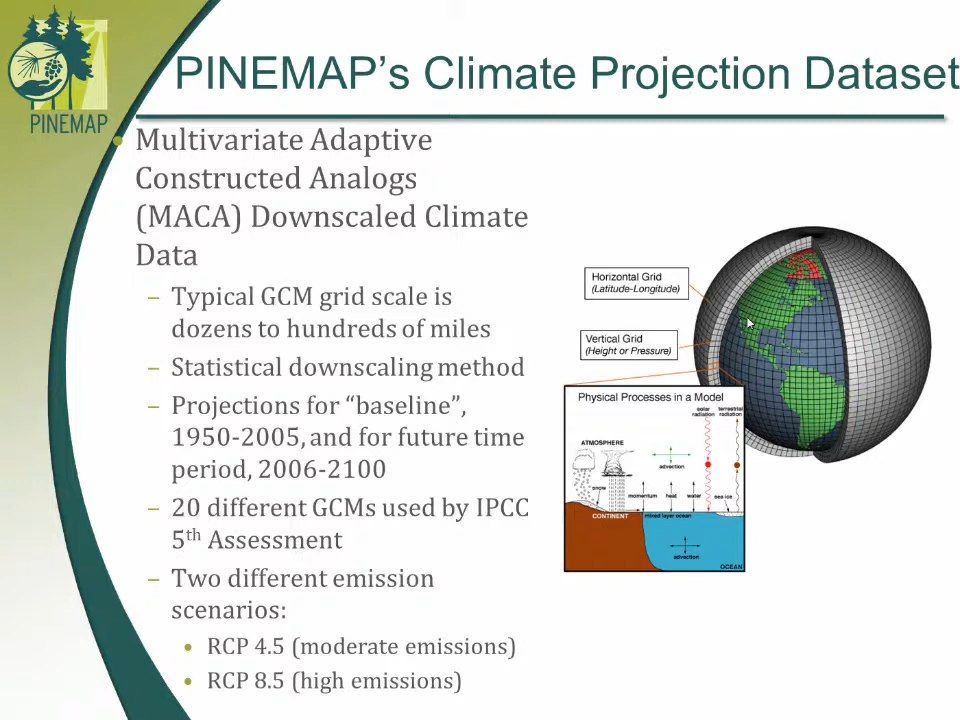 PINEMAP's Climate Projection Dataset
PINEMAP
• Multivariate Adaptive
Constructed Analogs
(MACA) Downscaled Climate
Data
– Typical GCM grid scale is
dozens to hundreds of miles
– Statistical downscaling method
– Projections for “baseline”,
1950-2005, and for future time
period, 2006-2100
– 20 different GCMs used by IPCC
5th Assessment
– Two different emission
scenarios:
• RCP 4.5 (moderate emissions)
• RCP 8.5 (high emissions)
Horizontal Grid
(Latitude-Longitude)
Vertical Grid
(Height or Pressure)
Physical Processes in a Model
solar
radiation
terrestrial
radiation
ATMOSPHERE
advection
snow
momentum heat water sea ice
CONTINENT
mixed layer ocean
advection
OCEAN